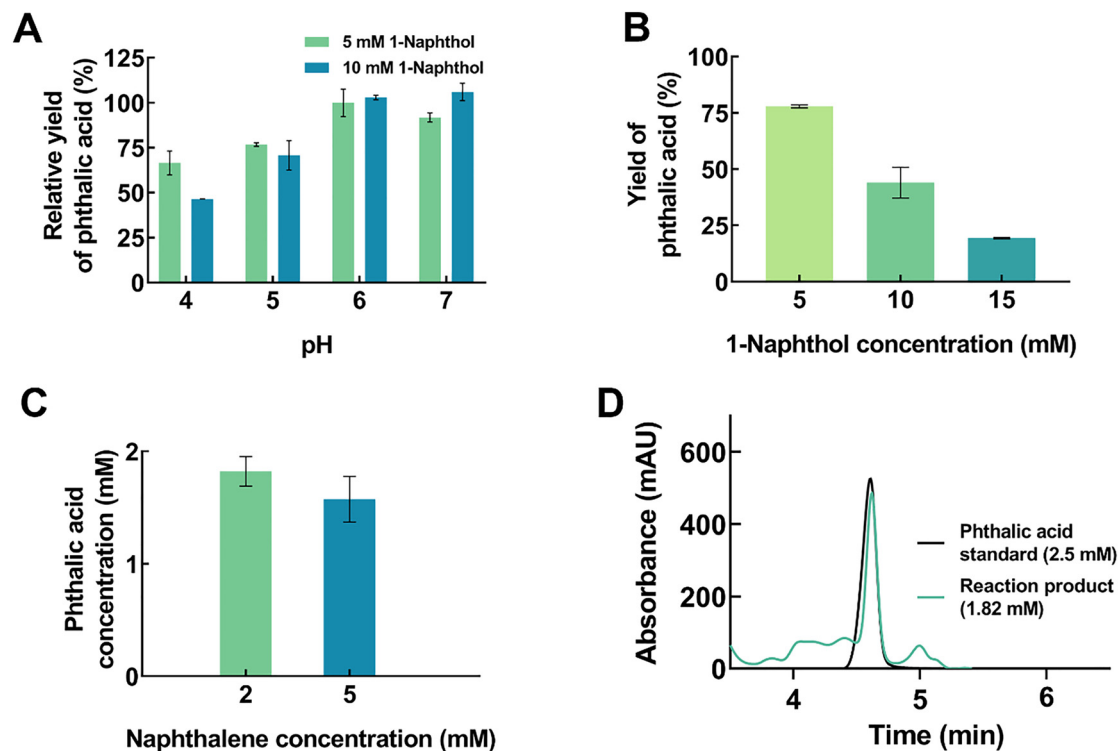 A
5 mM 1-Naphthol
10 mM 1-Naphthol
Relative yield
of phthalic acid (%)
125
100
75
50
25
0
4 5 6 7
pH
B
Yield of
phthalic acid (%)
100
75
50
25
0
5 10 15
1-Naphthol concentration (mM)
C
Phthalic acid
concentration (mM)
2
1
0
2 5
Naphthalene concentration (mM)
D
Absorbance (mAU)
600
400
200
0
Phthalic acid
standard (2.5 mM)
Reaction product
(1.82 mM)
4 5 6
Time (min)